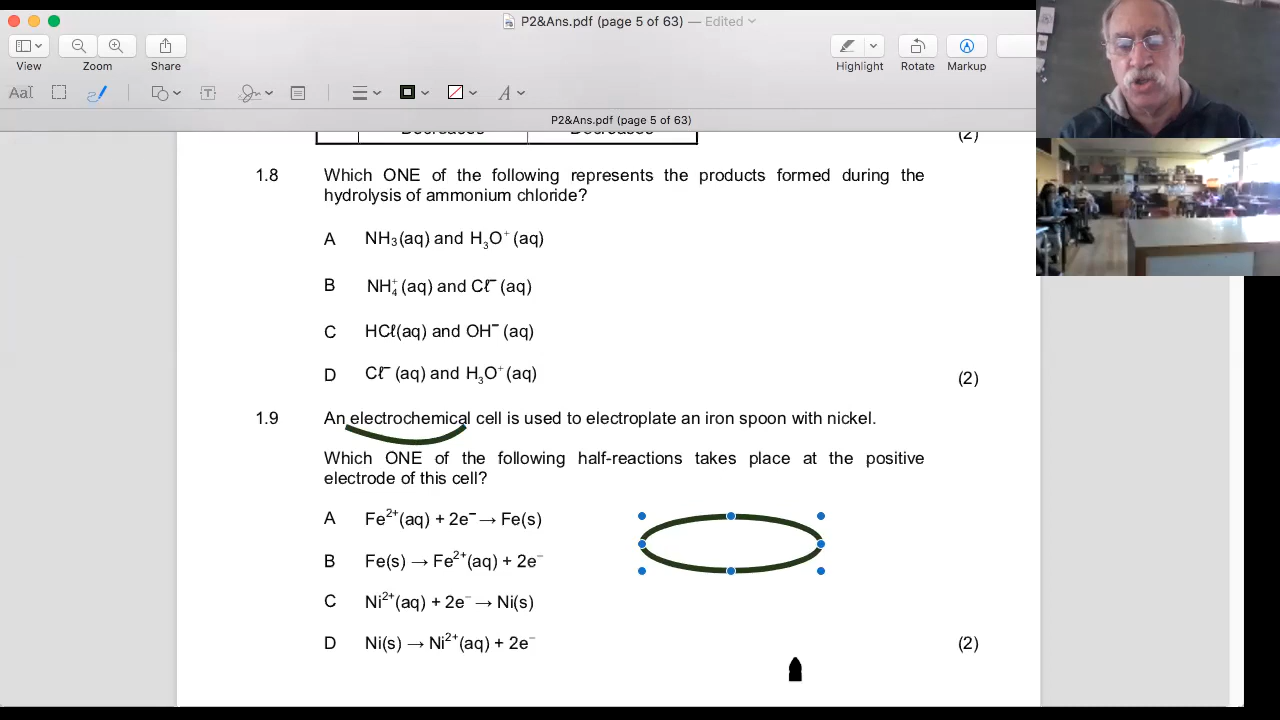 P2&Ans.pdf (page 5 of 63) — Edited
View
Zoom
Share
Highlight
Rotate
Markup
AaI
T
A
P2&Ans.pdf (page 5 of 63)
Decreases Decreases
(2)
1.8 Which ONE of the following represents the products formed during the
hydrolysis of ammonium chloride?
A NH₃(aq) and H₃O⁺(aq)
B NH₄⁺(aq) and Cℓ⁻(aq)
C HCℓ(aq) and OH⁻(aq)
D Cℓ⁻(aq) and H₃O⁺(aq) (2)
1.9 An electrochemical cell is used to electroplate an iron spoon with nickel.
Which ONE of the following half-reactions takes place at the positive
electrode of this cell?
A Fe²⁺(aq) + 2e⁻ → Fe(s)
B Fe(s) → Fe²⁺(aq) + 2e⁻
C Ni²⁺(aq) + 2e⁻ → Ni(s)
D Ni(s) → Ni²⁺(aq) + 2e⁻ (2)